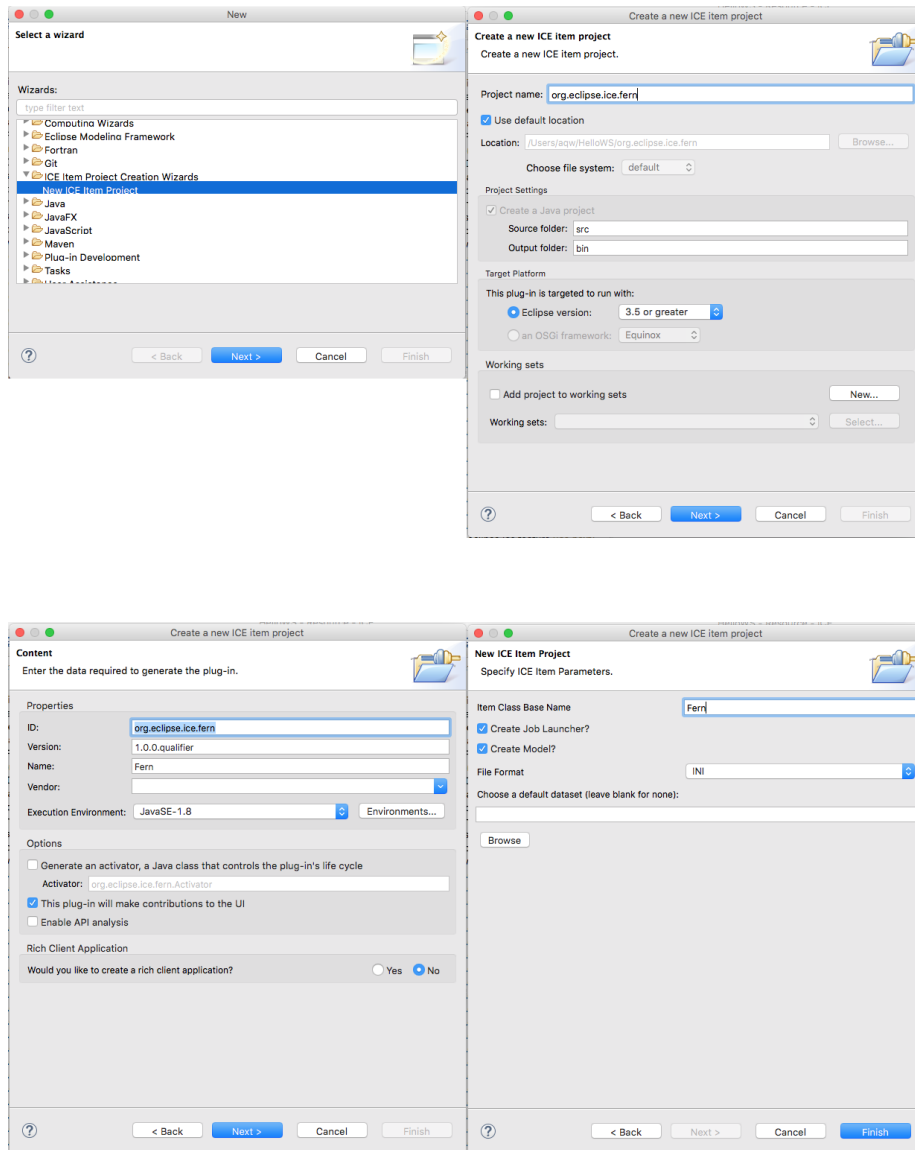 New
Select a wizard
Wizards:
type filter text
Computing Wizards
Eclipse Modeling Framework
Fortran
Git
ICE Item Project Creation Wizards
New ICE Item Project
Java
JavaFX
JavaScript
Maven
Plug-in Development
Tasks
User Assistance
< Back Next > Cancel Finish
Create a new ICE item project
Create a new ICE item project
Create a new ICE item project.
Project name: org.eclipse.ice.fern
Use default location
Location: /Users/aqw/HelloWS/org.eclipse.ice.fern Browse...
Choose file system: default
Project Settings
Create a Java project
Source folder: src
Output folder: bin
Target Platform
This plug-in is targeted to run with:
Eclipse version: 3.5 or greater
an OSGi framework: Equinox
Working sets
Add project to working sets New...
Working sets: Select...
< Back Next > Cancel Finish
Create a new ICE item project
Content
Enter the data required to generate the plug-in.
Properties
ID: org.eclipse.ice.fern
Version: 1.0.0.qualifier
Name: Fern
Vendor:
Execution Environment: JavaSE-1.8 Environments...
Options
Generate an activator, a Java class that controls the plug-in's life cycle
Activator: org.eclipse.ice.fern.Activator
This plug-in will make contributions to the UI
Enable API analysis
Rich Client Application
Would you like to create a rich client application? Yes No
< Back Next > Cancel Finish
Create a new ICE item project
New ICE Item Project
Specify ICE Item Parameters.
Item Class Base Name Fern
Create Job Launcher?
Create Model?
File Format INI
Choose a default dataset (leave blank for none):
Browse
< Back Next > Cancel Finish